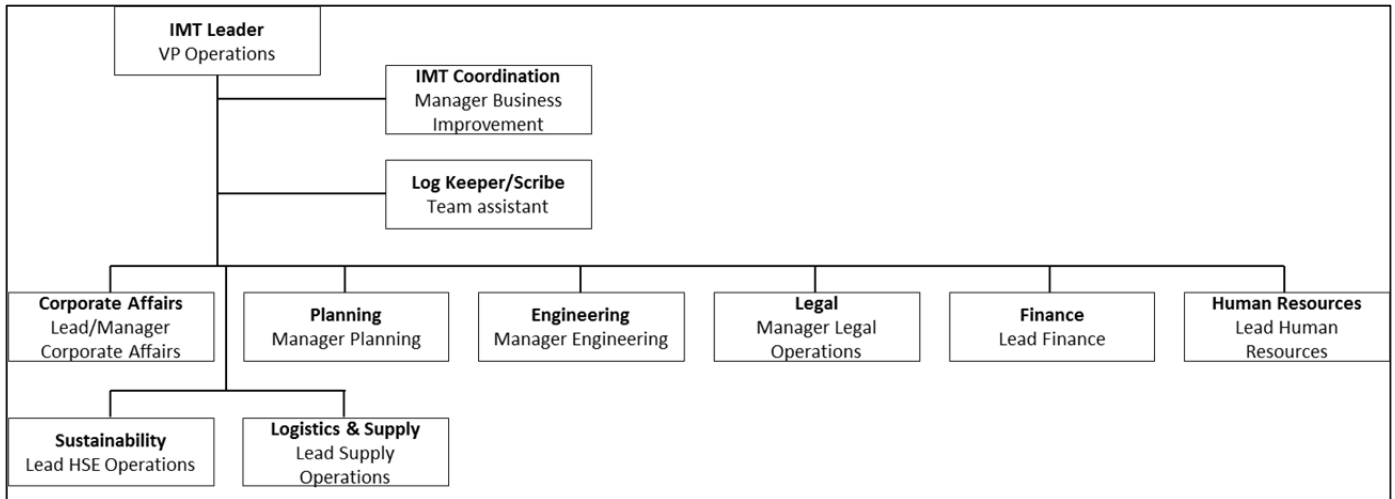 IMT Leader
VP Operations
IMT Coordination
Manager Business
Improvement
Log Keeper/Scribe
Team assistant
Corporate Affairs
Lead/Manager
Corporate Affairs
Planning
Manager Planning
Engineering
Manager Engineering
Legal
Manager Legal
Operations
Finance
Lead Finance
Human Resources
Lead Human
Resources
Sustainability
Lead HSE Operations
Logistics & Supply
Lead Supply
Operations